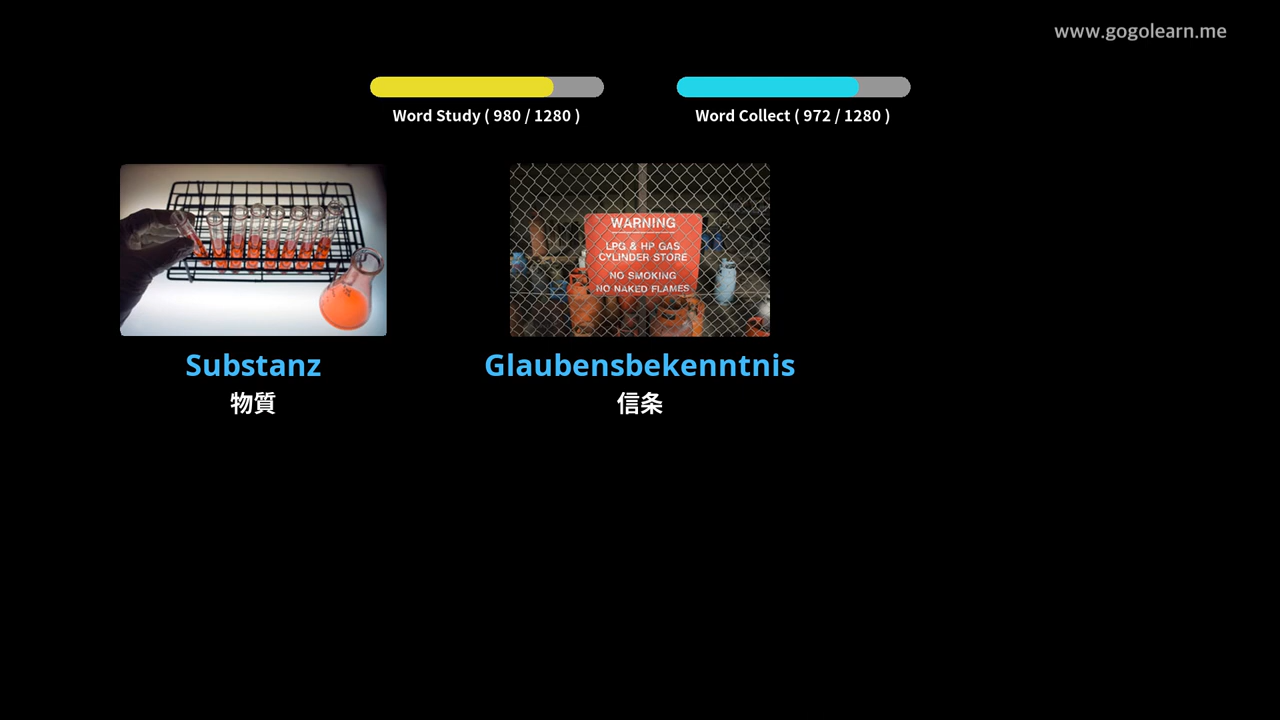 www.gogolearn.me
Word Study ( 980 / 1280 )
Word Collect ( 972 / 1280 )
WARNING
LPG & HP GAS
CYLINDER STORE
NO SMOKING
NO NAKED FLAMES
Substanz
物質
Glaubensbekenntnis
信条